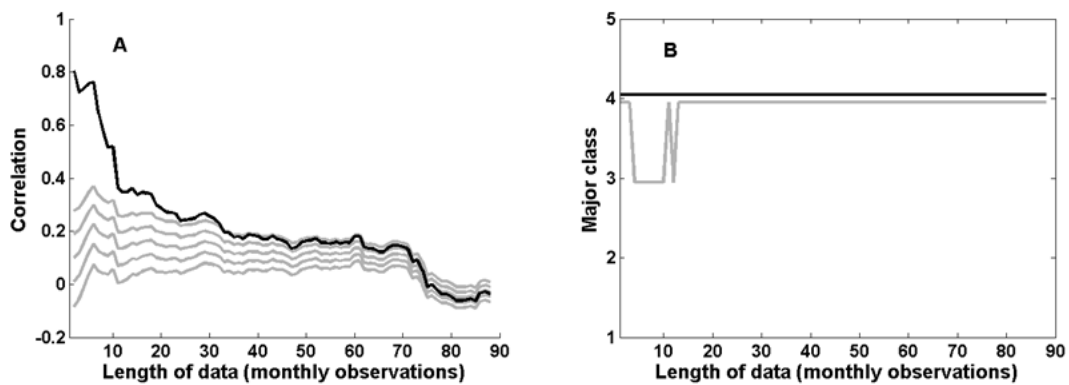 A
Correlation
1
0.8
0.6
0.4
0.2
0
-0.2
10 20 30 40 50 60 70 80 90
Length of data (monthly observations)
B
Major class
5
4
3
2
1
10 20 30 40 50 60 70 80 90
Length of data (monthly observations)